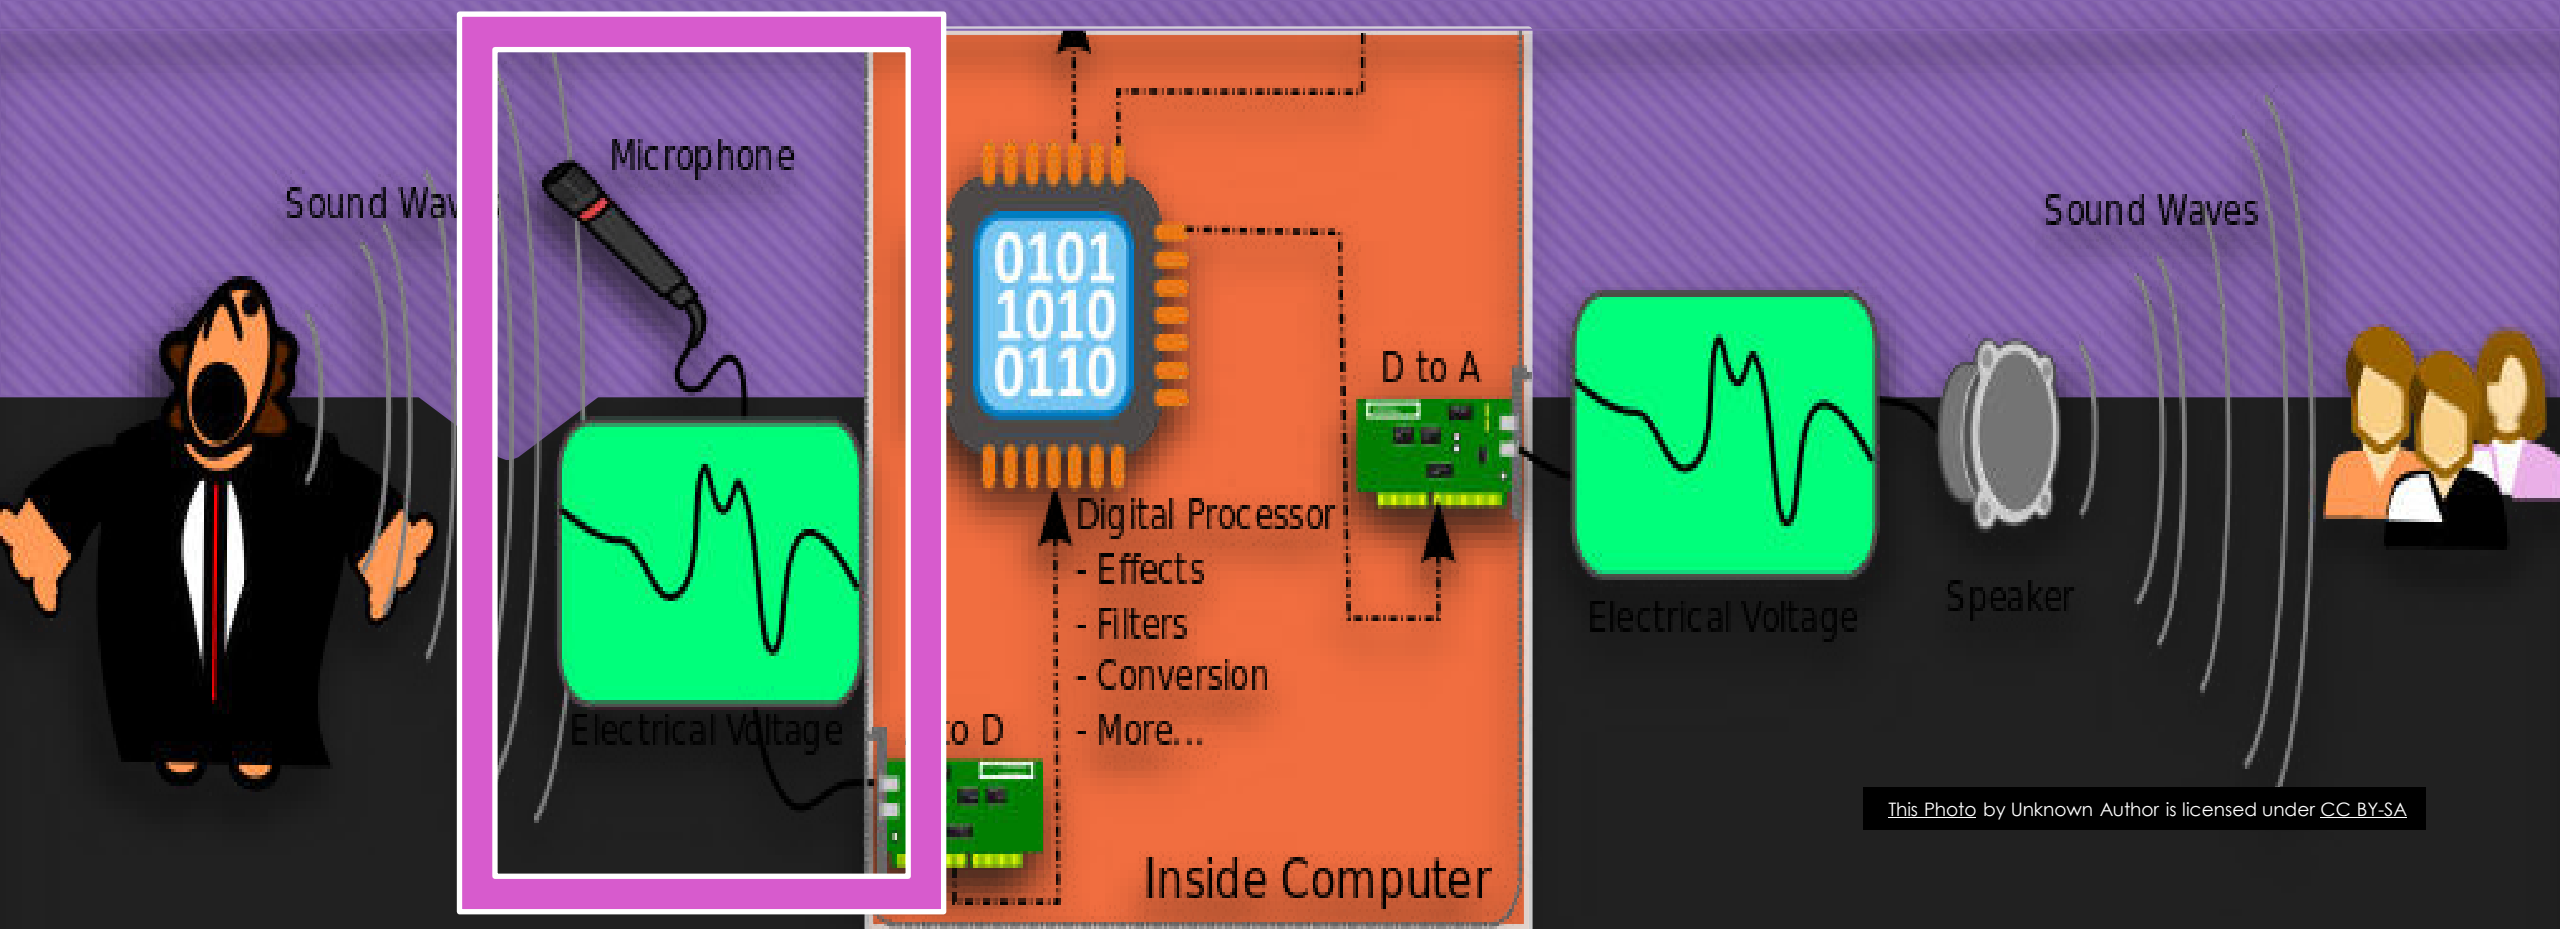 Sound Wav
Microphone
Electrical Voltage
to D
0101
1010
0110
Digital Processor
- Effects
- Filters
- Conversion
- More...
D to A
Inside Computer
Electrical Voltage
Speaker
Sound Waves
This Photo by Unknown Author is licensed under CC BY-SA